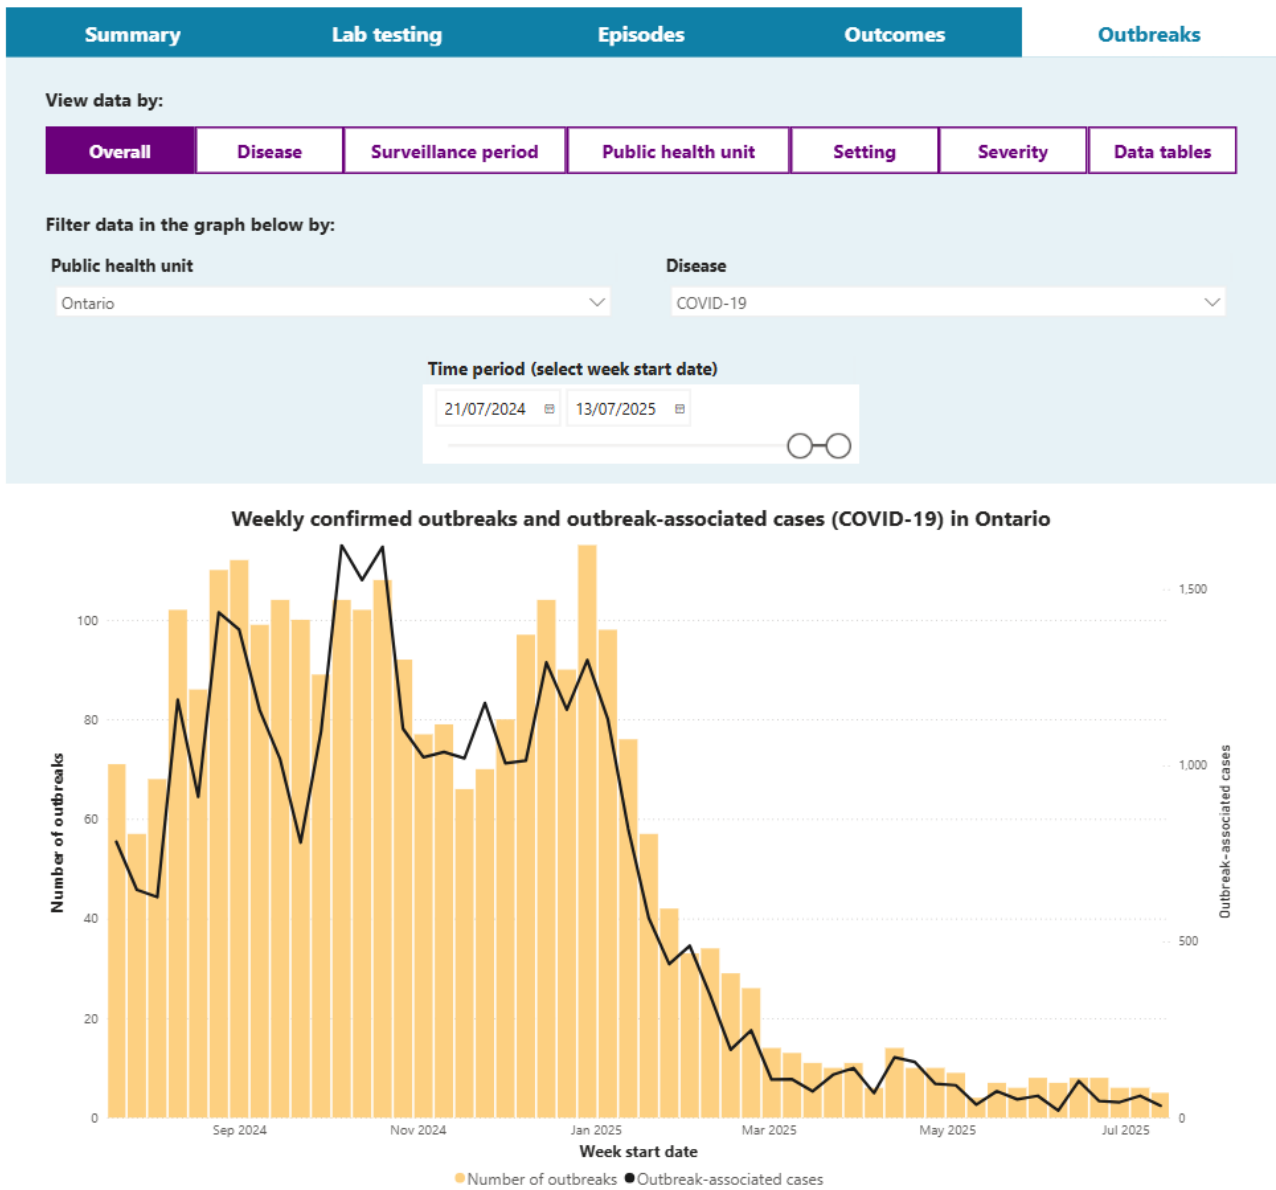 Summary Lab testing Episodes Outcomes Outbreaks
View data by:
Overall Disease Surveillance period Public health unit Setting Severity Data tables
Filter data in the graph below by:
Public health unit Disease
Ontario COVID-19
Time period (select week start date)
21/07/2024 13/07/2025
Weekly confirmed outbreaks and outbreak-associated cases (COVID-19) in Ontario
Number of outbreaks
100
80
60
40
20
0
1,500
1,000
500
0
Outbreak-associated cases
Sep 2024 Nov 2024 Jan 2025 Mar 2025 May 2025 Jul 2025
Week start date
Number of outbreaks Outbreak-associated cases